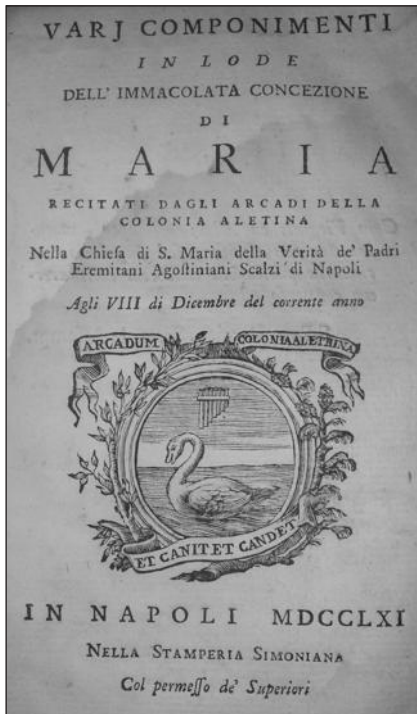 VARJ COMPONIMENTI
IN LODE
DELL' IMMACOLATA CONCEZIONE
DI
MARIA
RECITATI DAGLI ARCADI DELLA
COLONIA ALETINA
Nella Chieſa di S. Maria della Verità de' Padri
Eremitani Agoſtiniani Scalzi di Napoli
Agli VIII di Dicembre del corrente anno
ARCADUM COLONIA ALETRINA
ET CANIT ET CANDET
IN NAPOLI MDCCLXI
NELLA STAMPERIA SIMONIANA
Col permeſſo de' Superiori